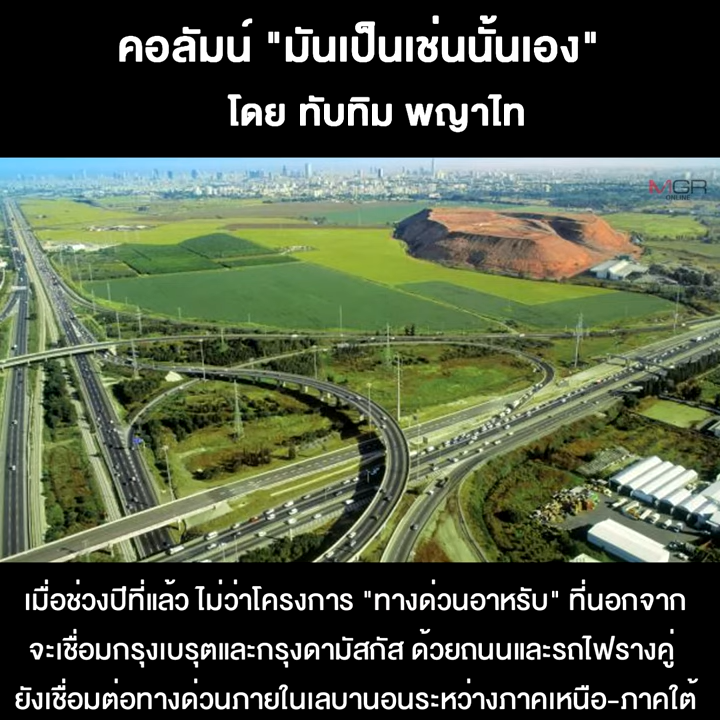 คอลัมน์ "มันเป็นเช่นนั้นเอง"
โดย ทับทิม พญาไท
MGR
ONLINE
เมื่อช่วงปีที่แล้ว ไม่ว่าโครงการ "ทางด่วนอาหรับ" ที่นอกจาก
จะเชื่อมกรุงเบรุตและกรุงดามัสกัส ด้วยถนนและรถไฟรางคู่
ยังเชื่อมต่อทางด่วนภายในเลบานอนระหว่างภาคเหนือ-ภาคใต้